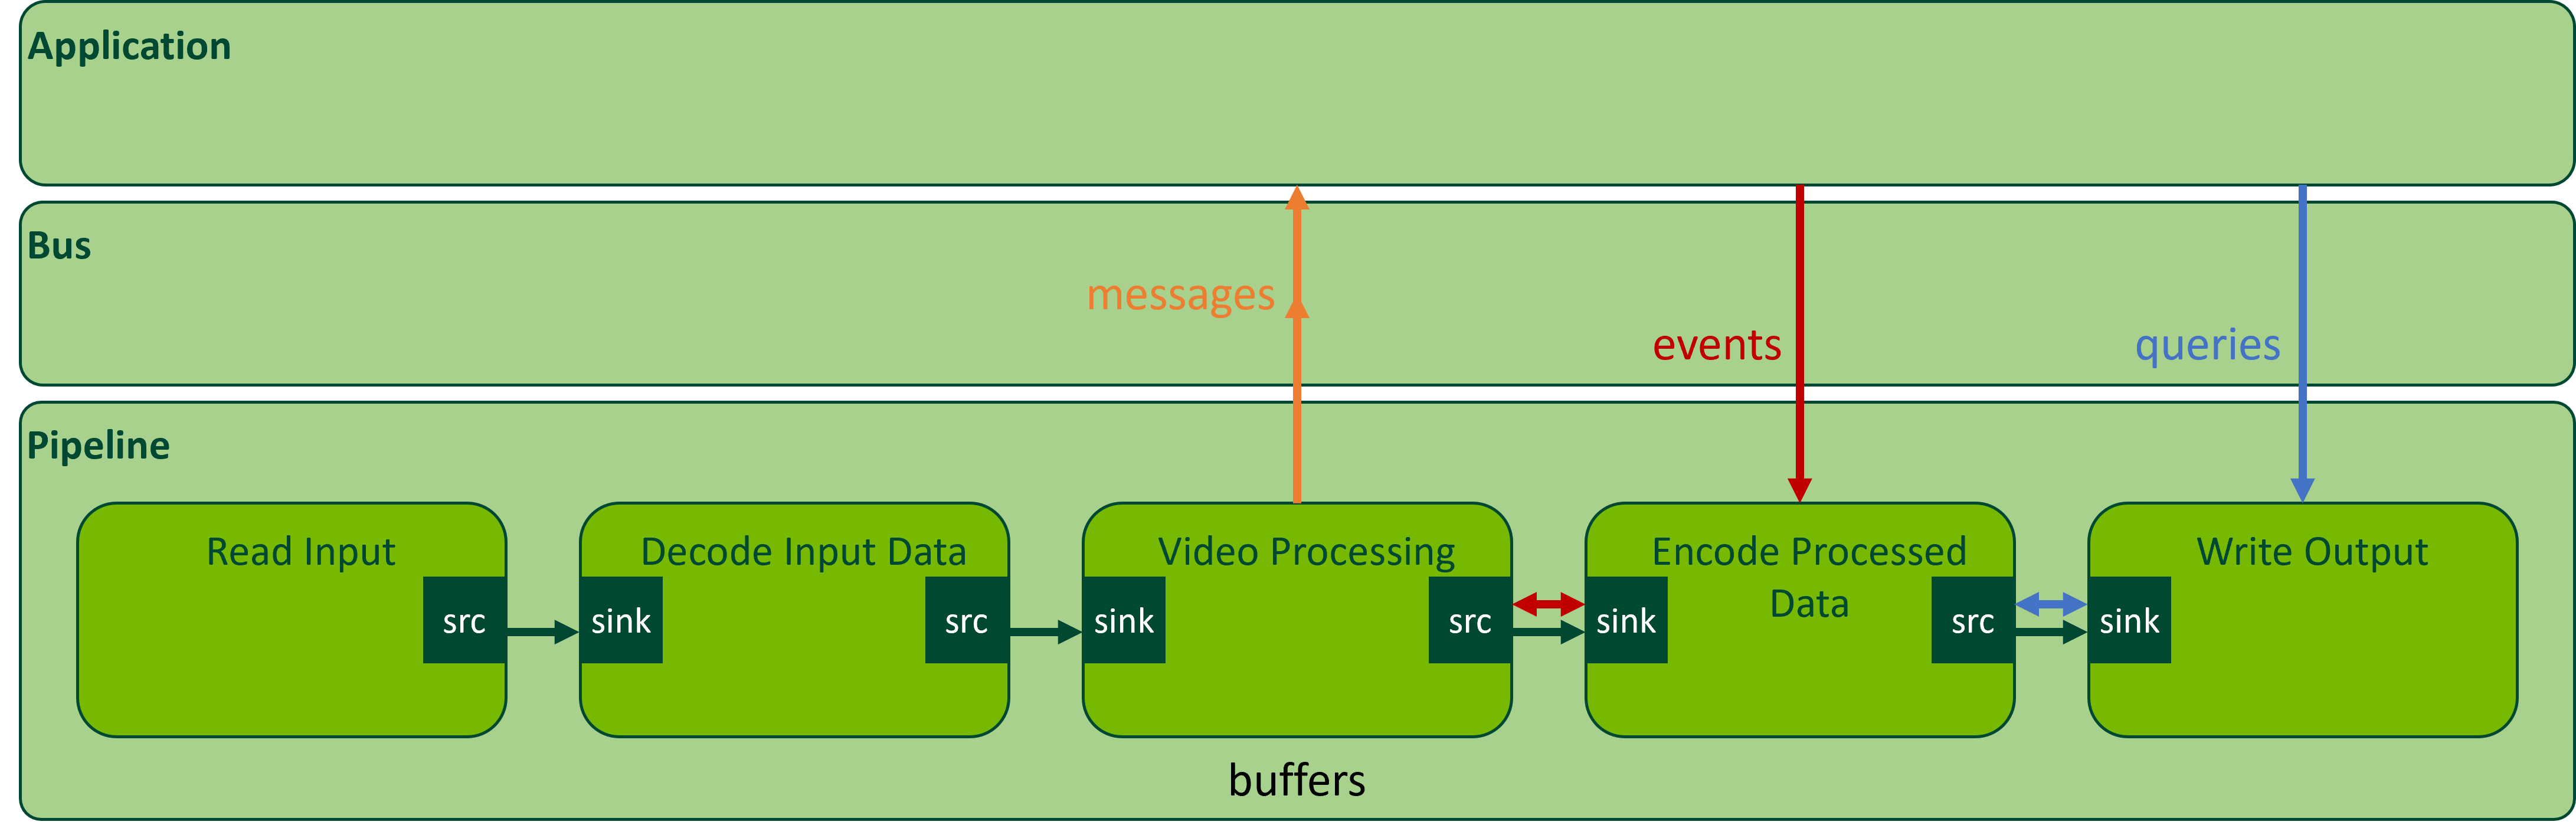 Application
Bus
messages
events
queries
Pipeline
Read Input
Decode Input Data
Video Processing
Encode Processed
Data
Write Output
src
sink
src
sink
src
sink
src
sink
buffers